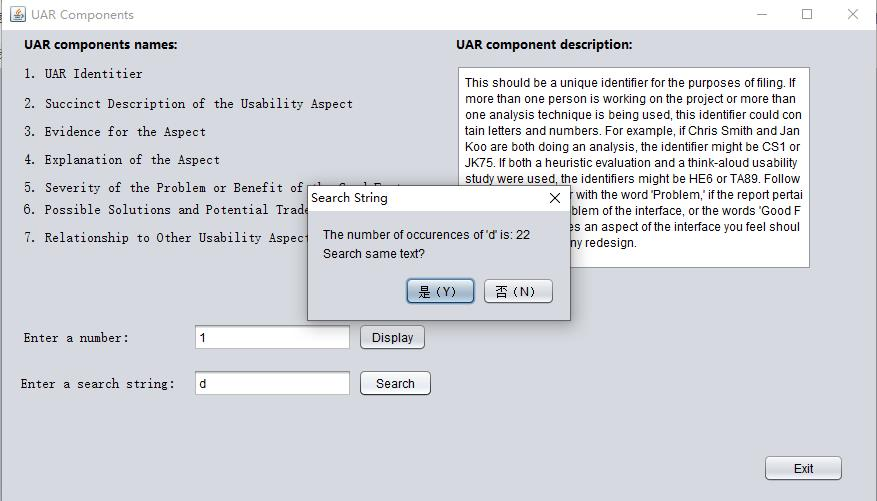 UAR Components
UAR components names:
1. UAR Identitier
2. Succinct Description of the Usability Aspect
3. Evidence for the Aspect
4. Explanation of the Aspect
5. Severity of the Problem or Benefit of the
6. Possible Solutions and Potential Trade
7. Relationship to Other Usability Aspect
UAR component description:
This should be a unique identifier for the purposes of filing. If
more than one person is working on the project or more than
one analysis technique is being used, this identifier could con
tain letters and numbers. For example, if Chris Smith and Jan
Koo are both doing an analysis, the identifier might be CS1 or
JK75. If both a heuristic evaluation and a think-aloud usability
study were used, the identifiers might be HE6 or TA89. Follow
r with the word 'Problem,' if the report pertai
blem of the interface, or the words 'Good F
es an aspect of the interface you feel shoul
ny redesign.
Search String
The number of occurences of 'd' is: 22
Search same text?
是(Y)
否(N)
Enter a number:
1
Display
Enter a search string:
d
Search
Exit